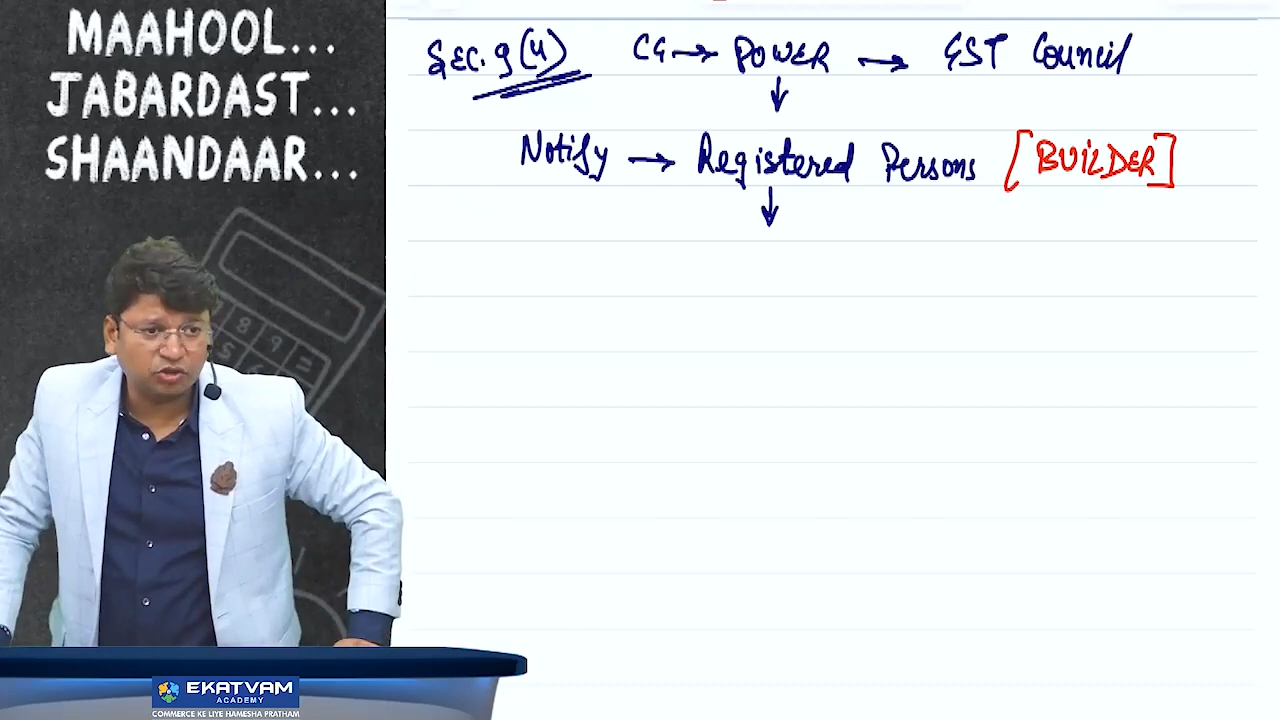 MAAHOOL...
JABARDAST...
SHAANDAAR...
SEC. 9(4) CG → POWER → GST Council
↓
Notify → Registered Persons [BUILDER]
↓
EKATVAM
ACADEMY
COMMERCE KE LIYE HAMESHA PRATHAM